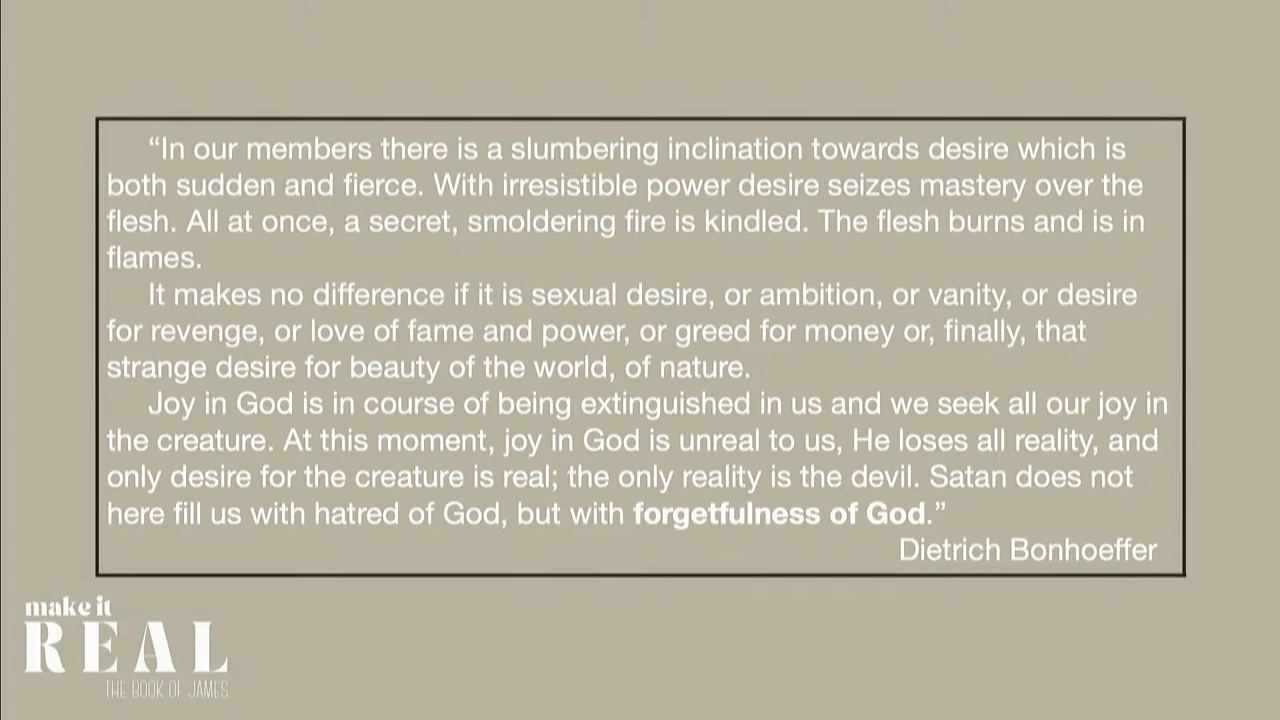 “In our members there is a slumbering inclination towards desire which is
both sudden and fierce. With irresistible power desire seizes mastery over the
flesh. All at once, a secret, smoldering fire is kindled. The flesh burns and is in
flames.
It makes no difference if it is sexual desire, or ambition, or vanity, or desire
for revenge, or love of fame and power, or greed for money or, finally, that
strange desire for beauty of the world, of nature.
Joy in God is in course of being extinguished in us and we seek all our joy in
the creature. At this moment, joy in God is unreal to us, He loses all reality, and
only desire for the creature is real; the only reality is the devil. Satan does not
here fill us with hatred of God, but with forgetfulness of God.”
Dietrich Bonhoeffer
make it
REAL
THE BOOK OF JAMES